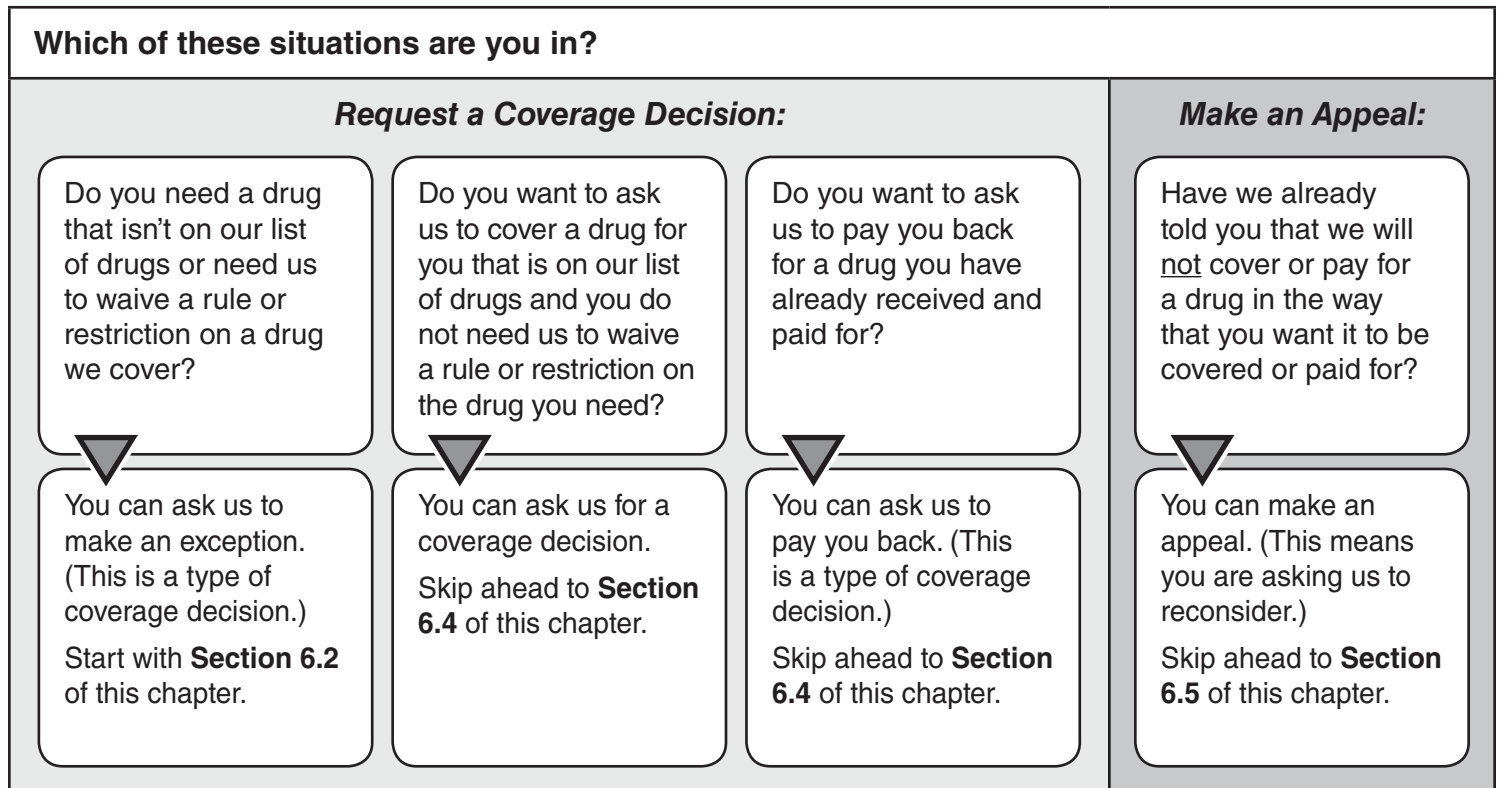 Which of these situations are you in?
Request a Coverage Decision:
Do you need a drug
that isn't on our list
of drugs or need us
to waive a rule or
restriction on a drug
we cover?
You can ask us to
make an exception.
(This is a type of
coverage decision.)
Start with Section 6.2
of this chapter.
Do you want to ask
us to cover a drug for
you that is on our list
of drugs and you do
not need us to waive
a rule or restriction on
the drug you need?
You can ask us for a
coverage decision.
Skip ahead to Section
6.4 of this chapter.
Do you want to ask
us to pay you back
for a drug you have
already received and
paid for?
You can ask us to
pay you back. (This
is a type of coverage
decision.)
Skip ahead to Section
6.4 of this chapter.
Make an Appeal:
Have we already
told you that we will
not cover or pay for
a drug in the way
that you want it to be
covered or paid for?
You can make an
appeal. (This means
you are asking us to
reconsider.)
Skip ahead to Section
6.5 of this chapter.